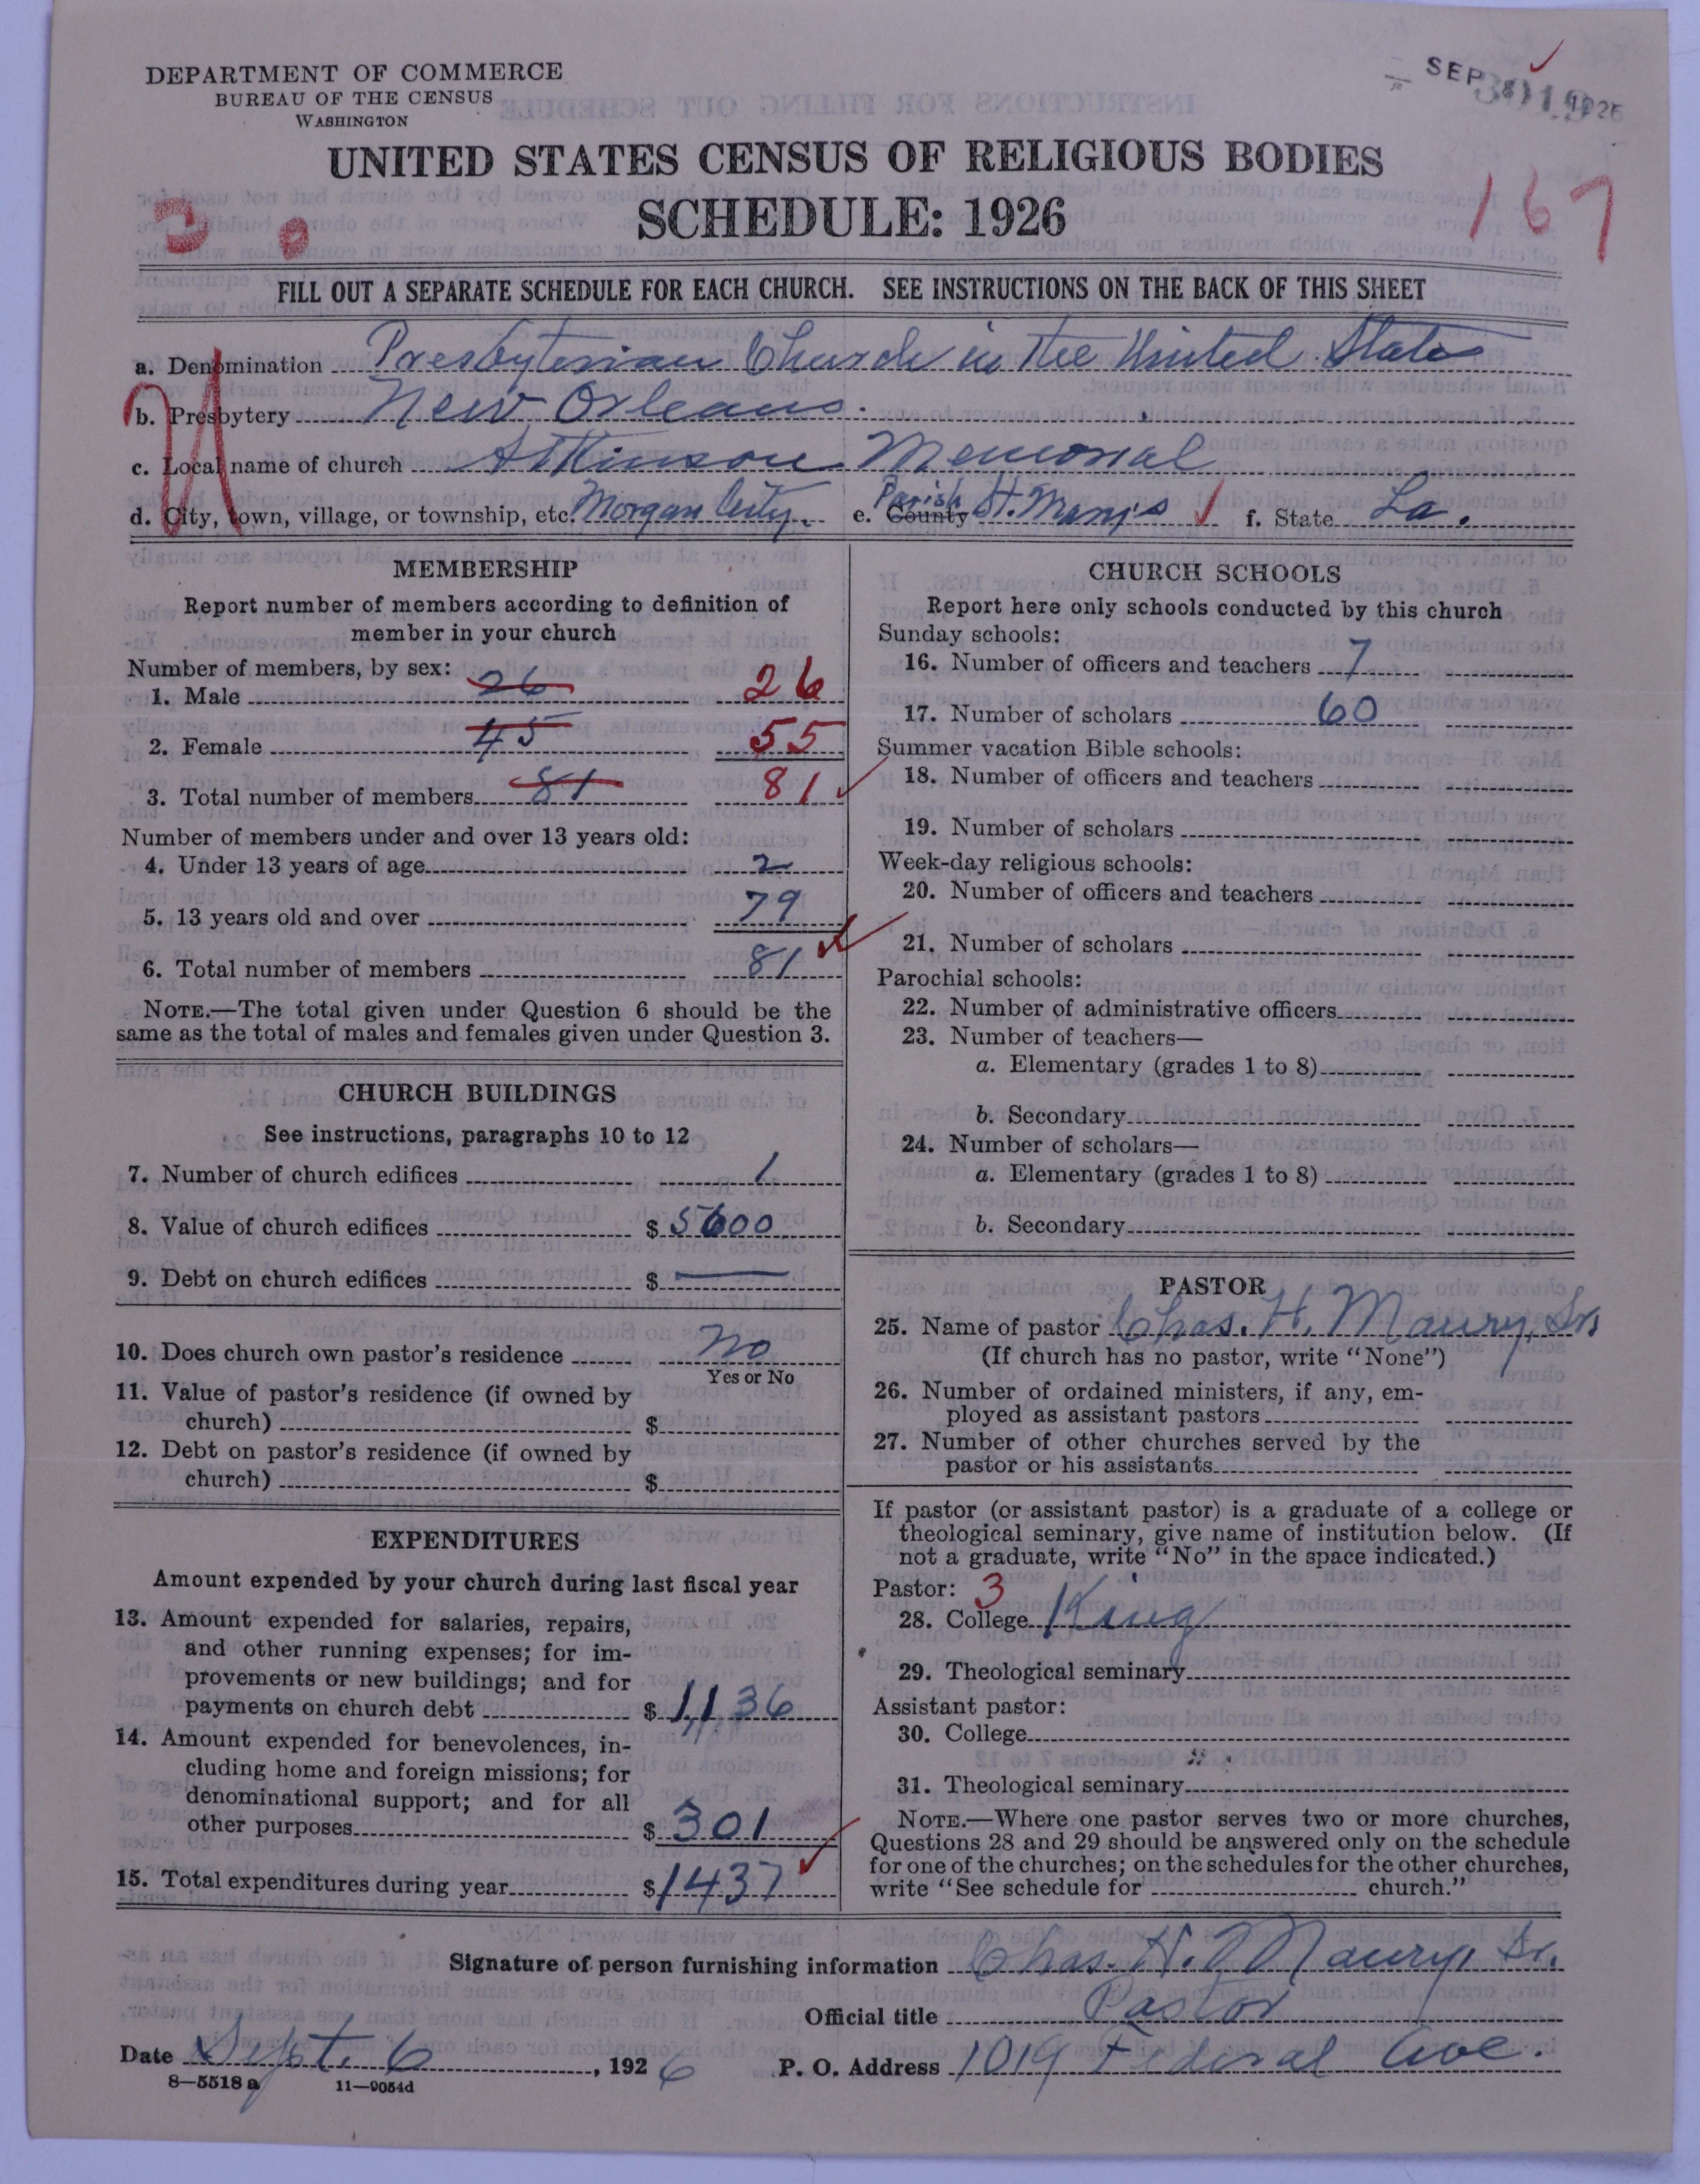 DEPARTMENT OF COMMERCE
BUREAU OF THE CENSUS
WASHINGTON
SEP 1926
UNITED STATES CENSUS OF RELIGIOUS BODIES
SCHEDULE: 1926
167
3 0
FILL OUT A SEPARATE SCHEDULE FOR EACH CHURCH. SEE INSTRUCTIONS ON THE BACK OF THIS SHEET
a. Denomination Presbyterian Church in the United States
b. Presbytery New Orleans.
c. Local name of church Atkinson Memorial
d. City, town, village, or township, etc. Morgan City. e. County Parish St. Mary's f. State La.
MEMBERSHIP
Report number of members according to definition of
member in your church
Number of members, by sex:
1. Male 26 26
2. Female 45 55
3. Total number of members 81 81
Number of members under and over 13 years old:
4. Under 13 years of age 2
5. 13 years old and over 79
6. Total number of members 81
NOTE.—The total given under Question 6 should be the
same as the total of males and females given under Question 3.
CHURCH BUILDINGS
See instructions, paragraphs 10 to 12
7. Number of church edifices 1
8. Value of church edifices $ 5600
9. Debt on church edifices $ —
10. Does church own pastor's residence No
Yes or No
11. Value of pastor's residence (if owned by
church) $
12. Debt on pastor's residence (if owned by
church) $
EXPENDITURES
Amount expended by your church during last fiscal year
13. Amount expended for salaries, repairs,
and other running expenses; for im-
provements or new buildings; and for
payments on church debt $ 1,136
14. Amount expended for benevolences, in-
cluding home and foreign missions; for
denominational support; and for all
other purposes $ 301
15. Total expenditures during year $ 1437
CHURCH SCHOOLS
Report here only schools conducted by this church
Sunday schools:
16. Number of officers and teachers 7
17. Number of scholars 60
Summer vacation Bible schools:
18. Number of officers and teachers
19. Number of scholars
Week-day religious schools:
20. Number of officers and teachers
21. Number of scholars
Parochial schools:
22. Number of administrative officers
23. Number of teachers—
a. Elementary (grades 1 to 8)
b. Secondary
24. Number of scholars—
a. Elementary (grades 1 to 8)
b. Secondary
PASTOR
25. Name of pastor Chas. H. Maury, Sr.
(If church has no pastor, write "None")
26. Number of ordained ministers, if any, em-
ployed as assistant pastors
27. Number of other churches served by the
pastor or his assistants
If pastor (or assistant pastor) is a graduate of a college or
theological seminary, give name of institution below. (If
not a graduate, write "No" in the space indicated.)
Pastor: 3
28. College King
29. Theological seminary
Assistant pastor:
30. College
31. Theological seminary
NOTE.—Where one pastor serves two or more churches,
Questions 28 and 29 should be answered only on the schedule
for one of the churches; on the schedules for the other churches,
write "See schedule for church."
Signature of person furnishing information Chas. H. Maury, Sr.
Official title Pastor
Date Sept. 6, 1926 P. O. Address 1019 Federal Ave.
8—5518 a 11—9054d